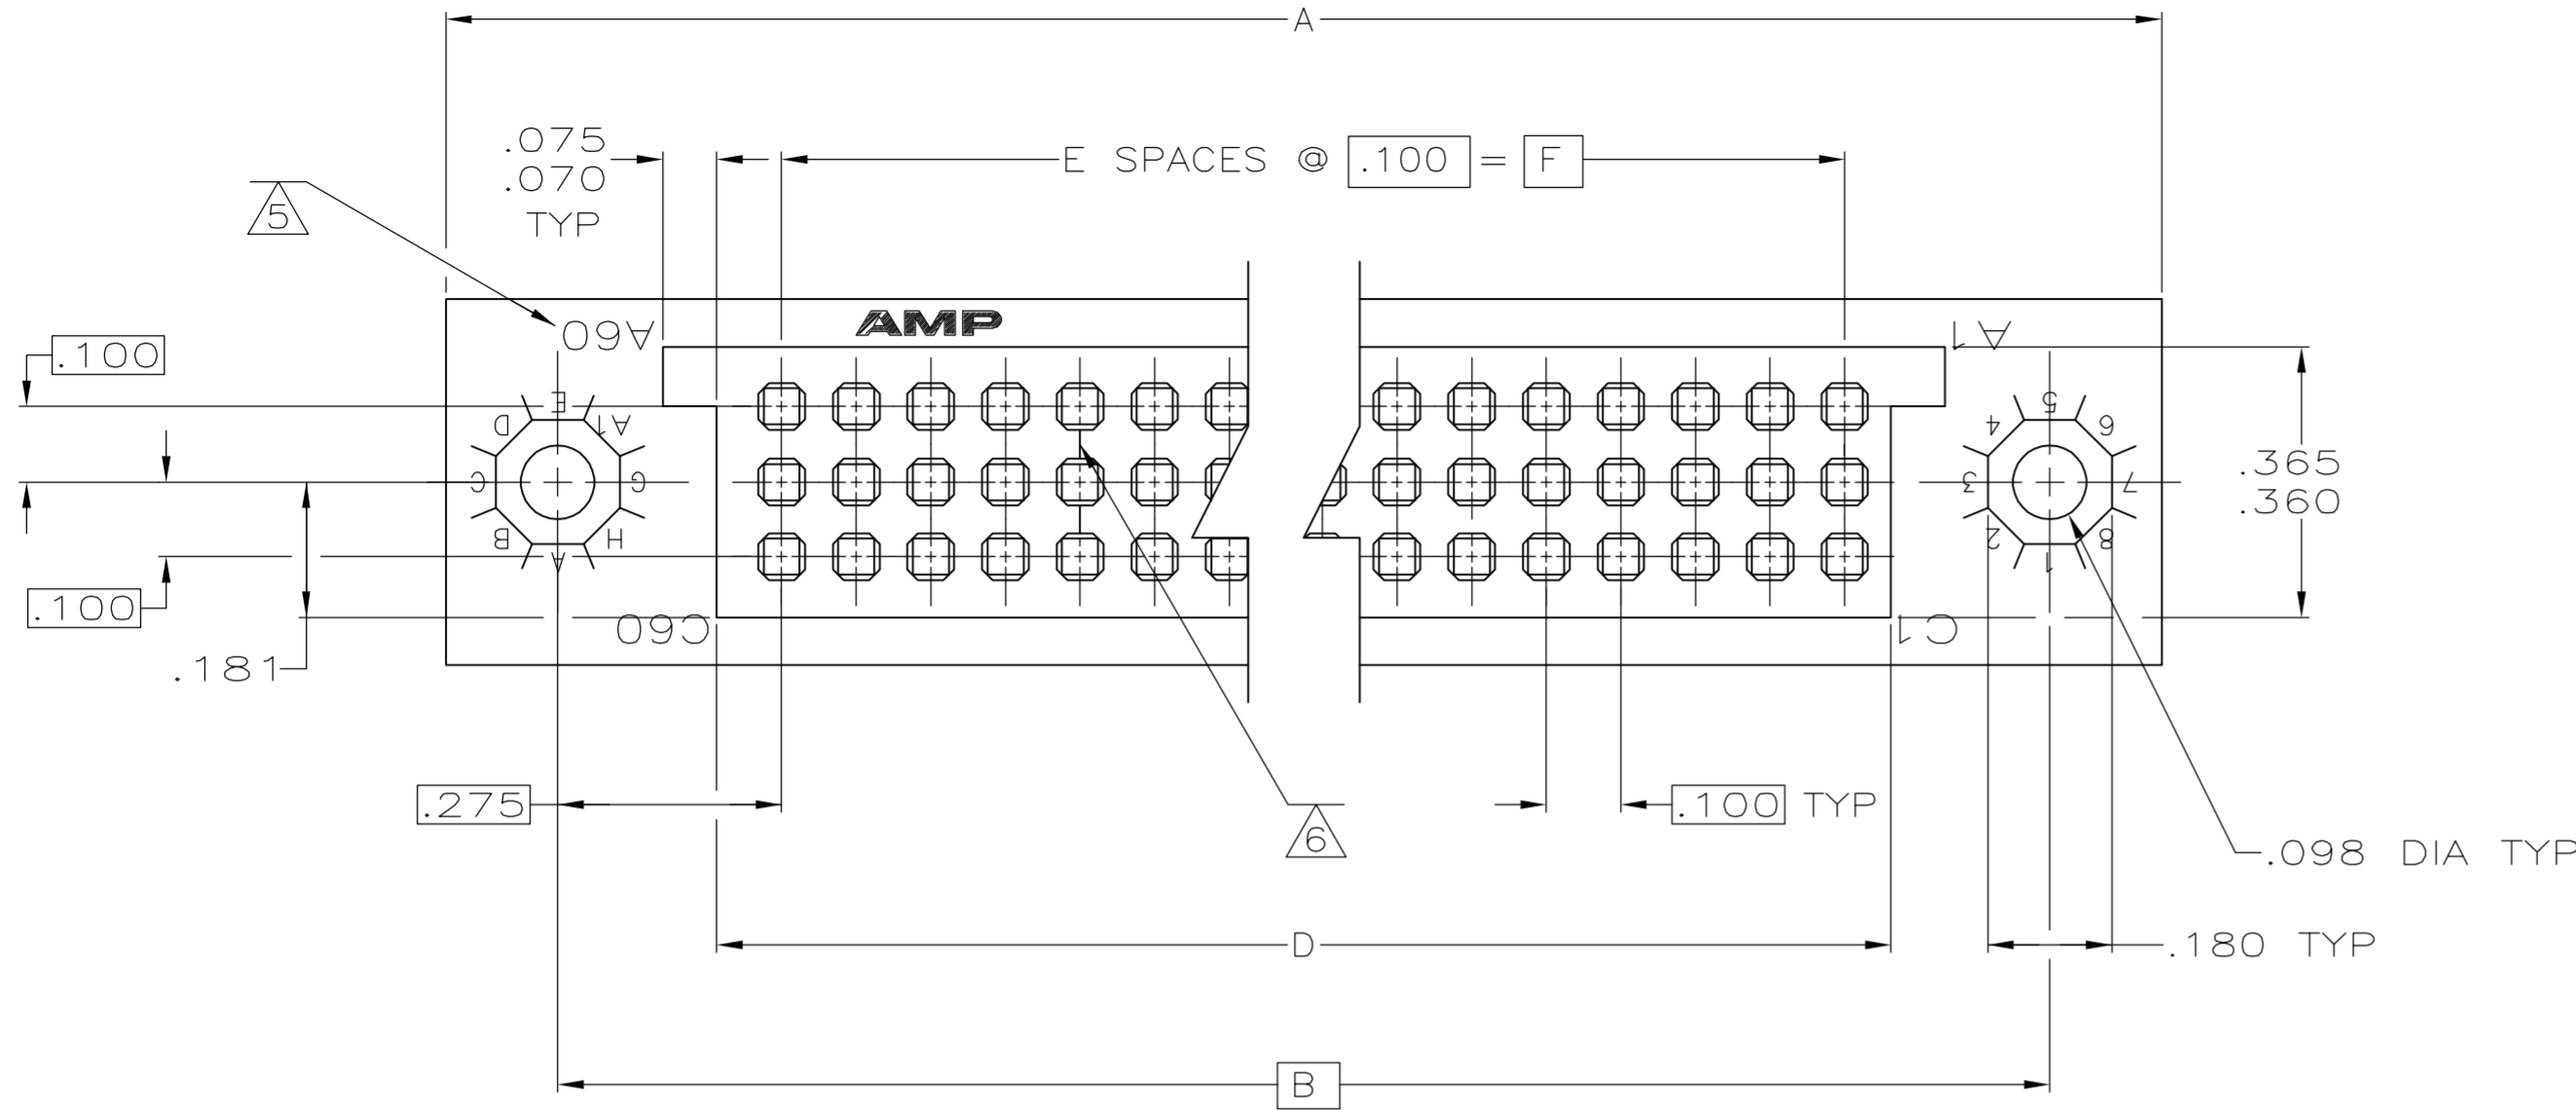 A
.075
.070
TYP
E SPACES @ .100 = F
5
A60
AMP
A1
.100
D
E
A1
C
G
B
H
A
4
5
6
3
7
2
8
1
.365
.360
.100
C60
C1
.181
.275
6
.100 TYP
.098 DIA TYP
D
.180 TYP
B